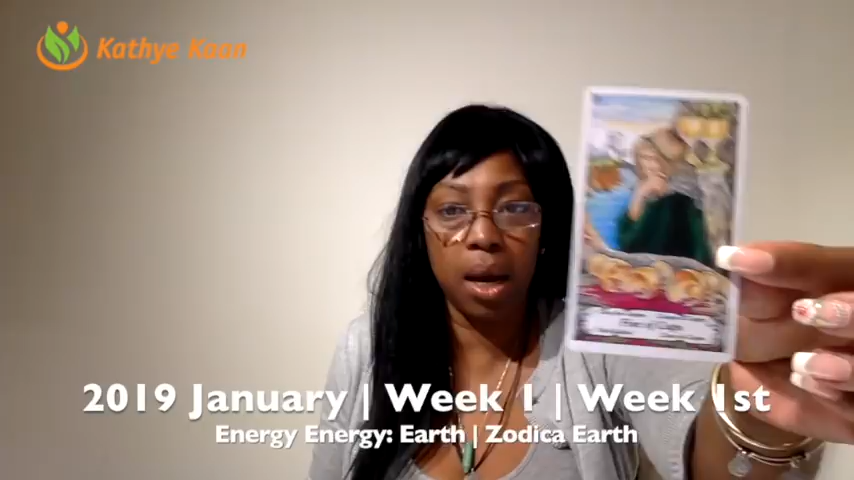 Kathye Kaan
2019 January | Week 1 | Week 1st
Energy Energy: Earth | Zodica Earth